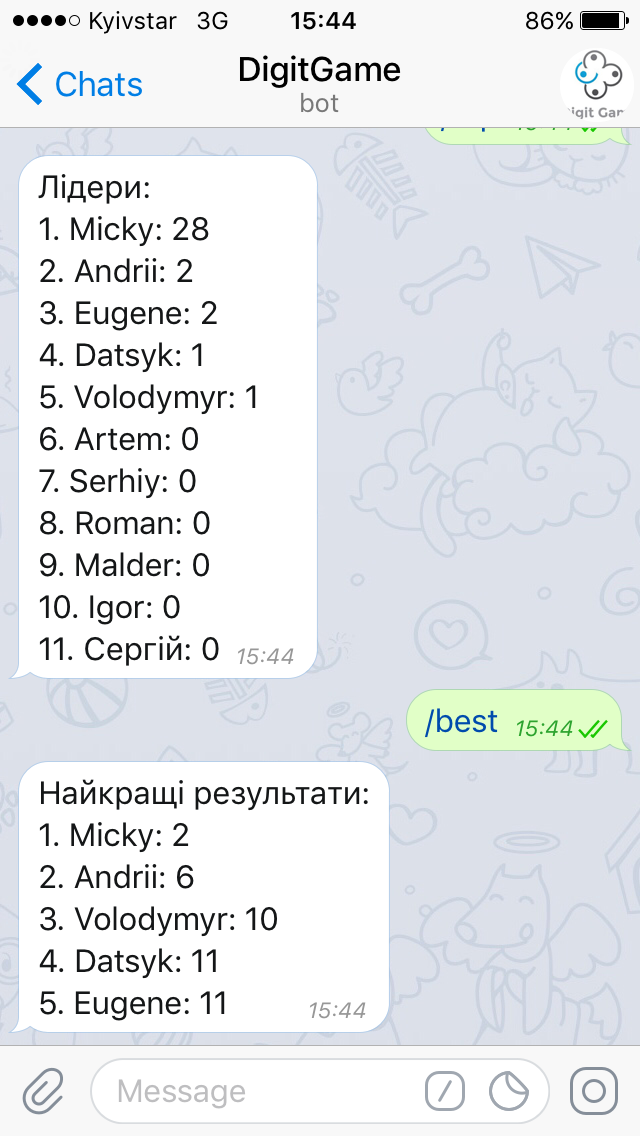 Kyivstar 3G 15:44 86%
Chats DigitGame
bot
15:44
Лідери:
1. Micky: 28
2. Andrii: 2
3. Eugene: 2
4. Datsyk: 1
5. Volodymyr: 1
6. Artem: 0
7. Serhiy: 0
8. Roman: 0
9. Malder: 0
10. Igor: 0
11. Сергій: 0 15:44
/best 15:44
Найкращі результати:
1. Micky: 2
2. Andrii: 6
3. Volodymyr: 10
4. Datsyk: 11
5. Eugene: 11 15:44
Message